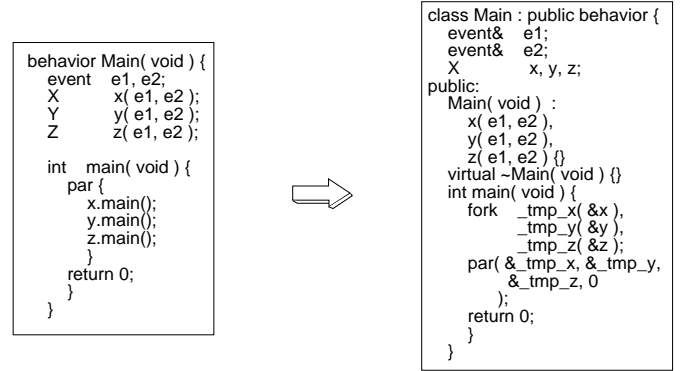 behavior Main( void ) {
event e1, e2;
X x( e1, e2 );
Y y( e1, e2 );
Z z( e1, e2 );
int main( void ) {
par {
x.main();
y.main();
z.main();
}
return 0;
}
}
class Main : public behavior {
event& e1;
event& e2;
X x, y, z;
public:
Main( void ) :
x( e1, e2 ),
y( e1, e2 ),
z( e1, e2 ) {}
virtual ~Main( void ) {}
int main( void ) {
fork _tmp_x( &x ),
_tmp_y( &y ),
_tmp_z( &z );
par( &_tmp_x, &_tmp_y,
&_tmp_z, 0
);
return 0;
}
}